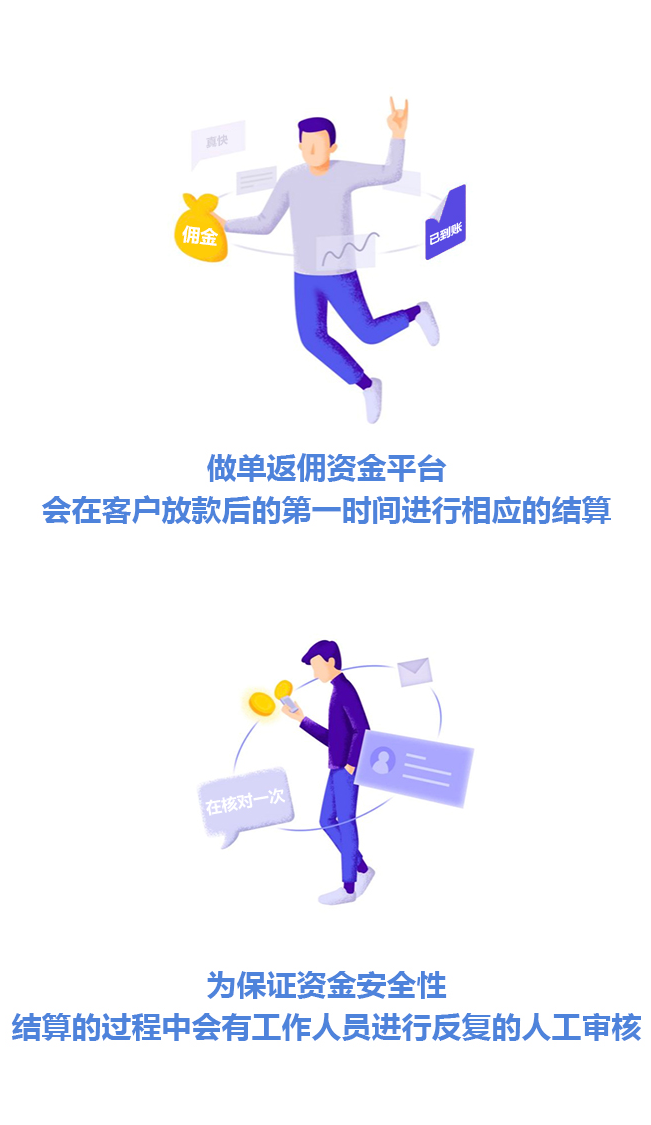 真快
佣金
已到账
做单返佣资金平台
会在客户放款后的第一时间进行相应的结算
在核对一次
为保证资金安全性
结算的过程中会有工作人员进行反复的人工审核